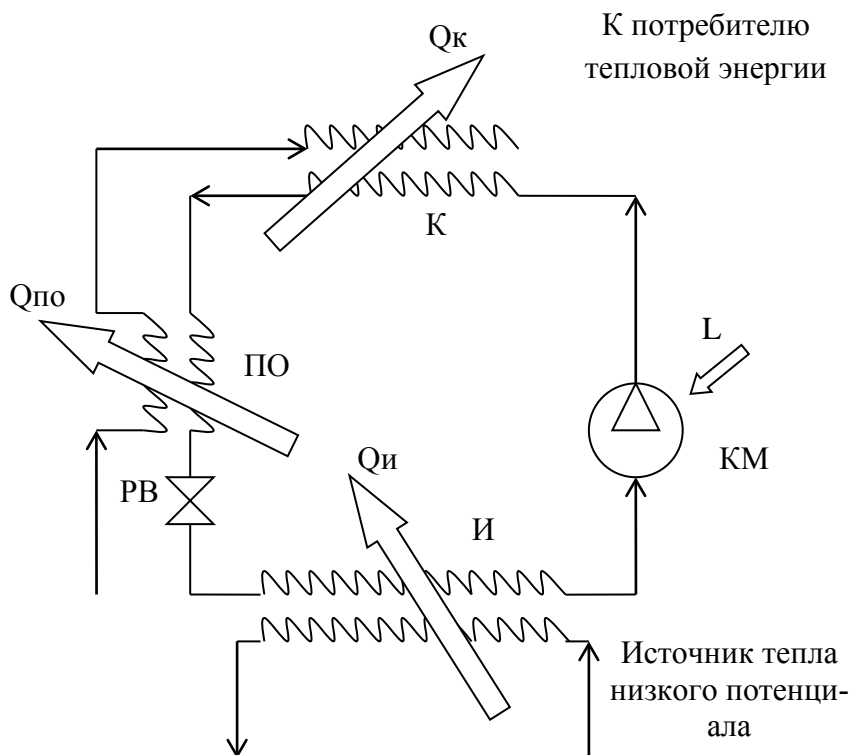 Qк
К потребителю
тепловой энергии
К
Qпо
ПО
L
КМ
РВ
Qи
И
Источник тепла
низкого потенци-
ала